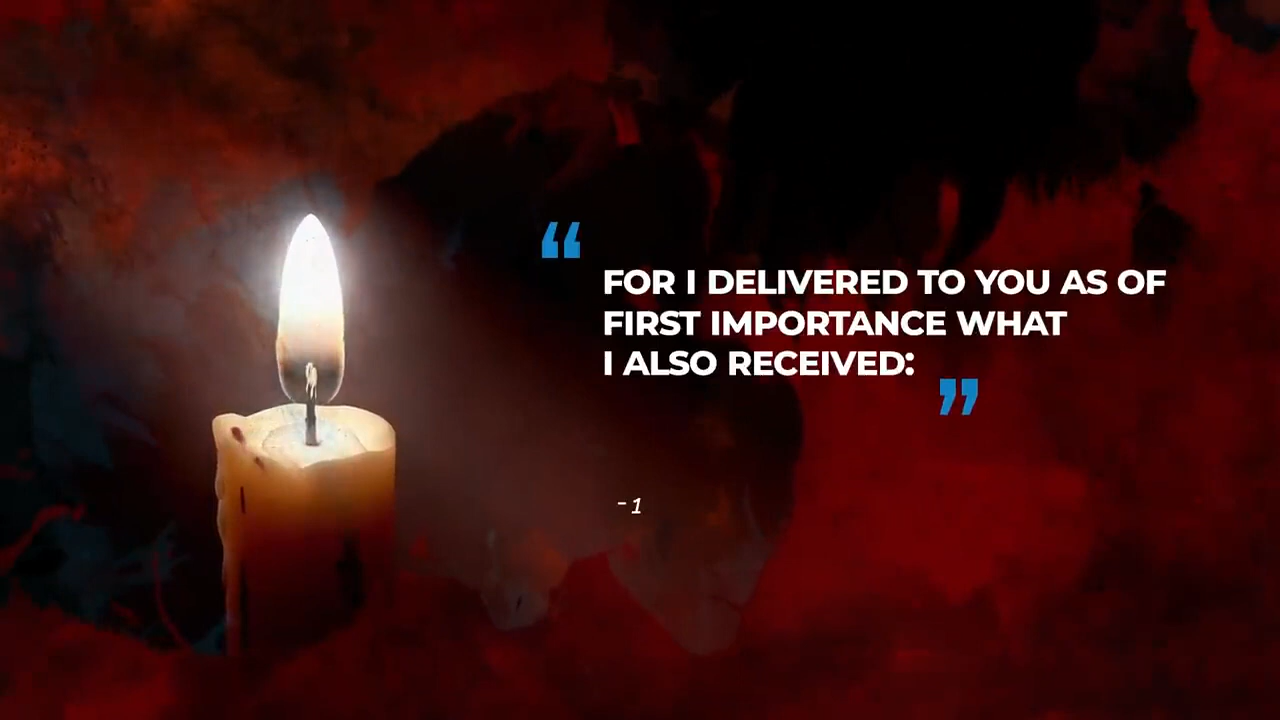 “
FOR I DELIVERED TO YOU AS OF
FIRST IMPORTANCE WHAT
I ALSO RECEIVED:
”
- 1